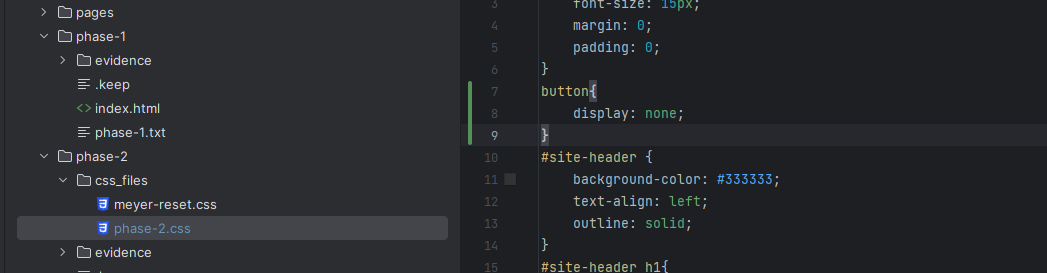 pages
phase-1
evidence
.keep
<> index.html
phase-1.txt
phase-2
css_files
meyer-reset.css
phase-2.css
evidence
3 font-size: 15px;
4 margin: 0;
5 padding: 0;
6 }
7 button{
8 display: none;
9 }
10 #site-header {
11 background-color: #333333;
12 text-align: left;
13 outline: solid;
14 }
15 #site-header h1{